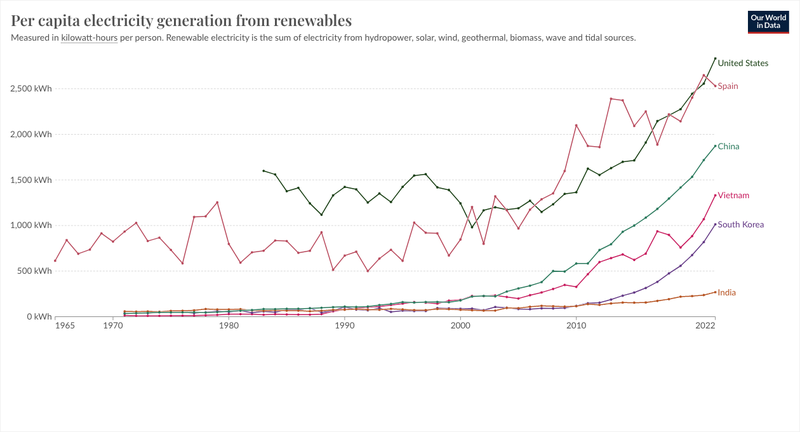 Per capita electricity generation from renewables
Our World
in Data
Measured in kilowatt-hours per person. Renewable electricity is the sum of electricity from hydropower, solar, wind, geothermal, biomass, wave and tidal sources.
United States
2,500 kWh
Spain
2,000 kWh
China
1,500 kWh
Vietnam
1,000 kWh
South Korea
500 kWh
India
0 kWh
1965 1970 1980 1990 2000 2010 2022